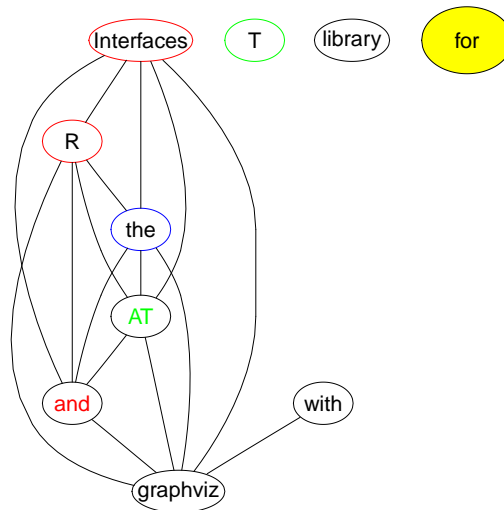 Interfaces T library for
R
the
AT
and with
graphviz